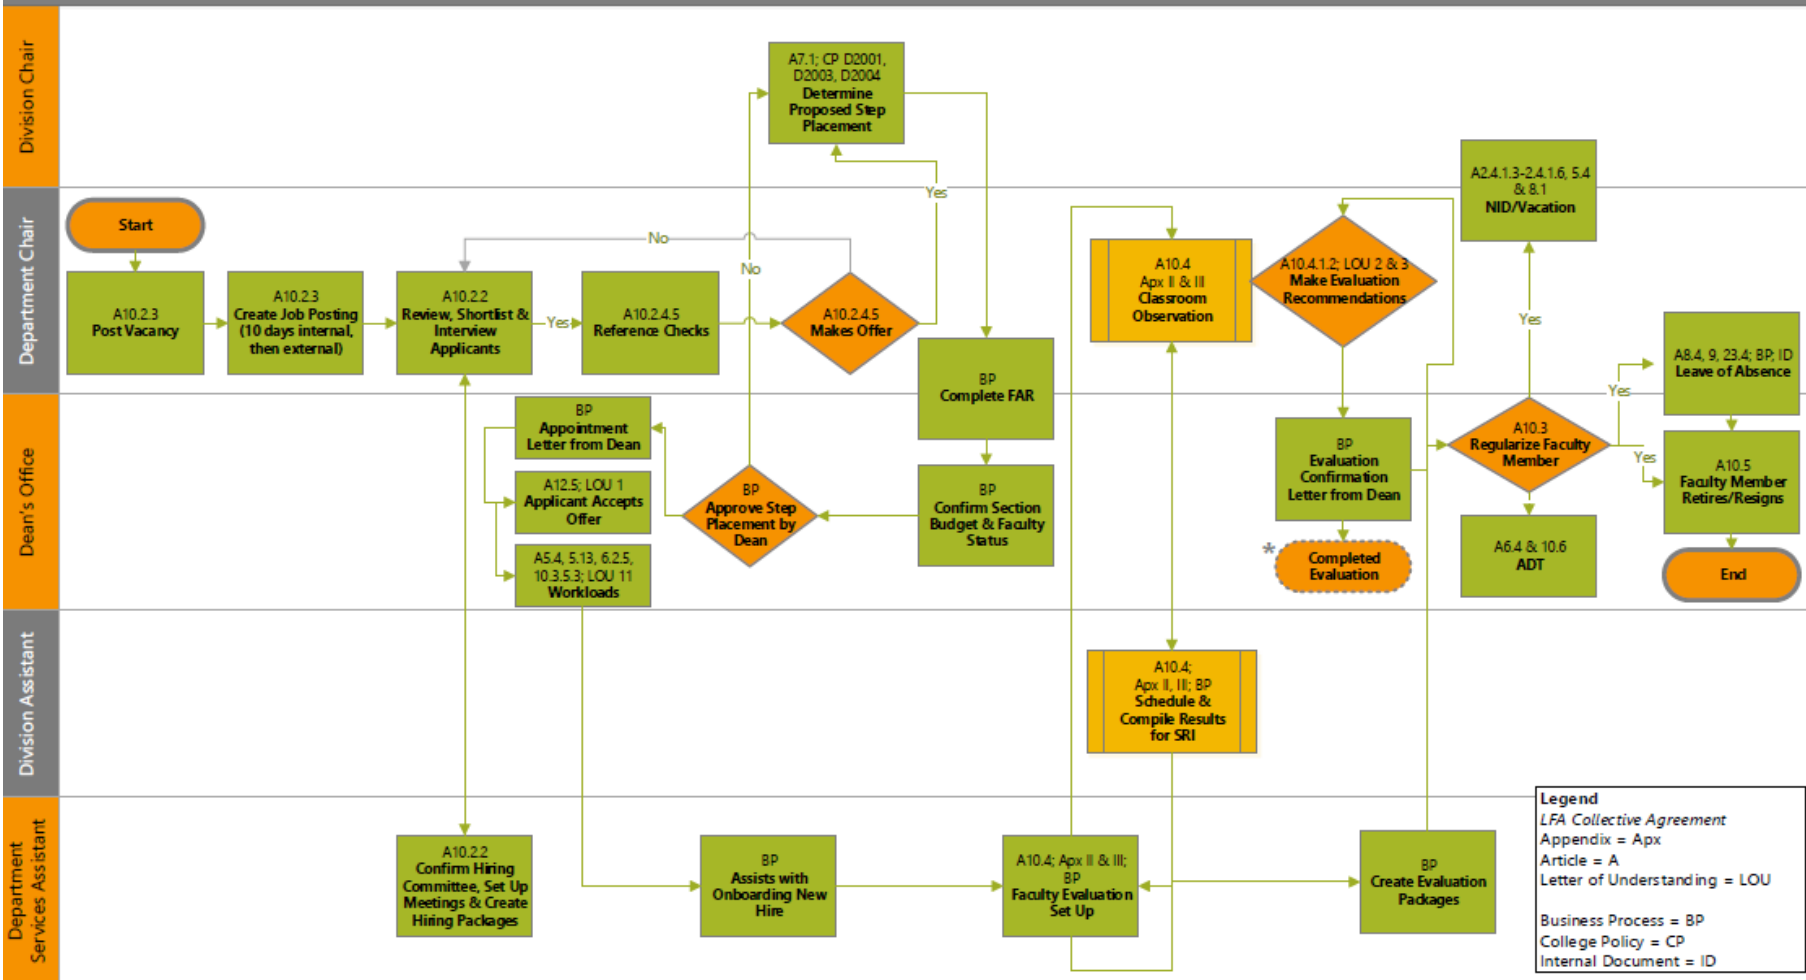 Division Chair
A7.1; CP D2001,
D2003, D2004
Determine
Proposed Step
Placement
Department Chair
Start
A10.2.3
Post Vacancy
A10.2.3
Create Job Posting
(10 days internal,
then external)
A10.2.2
Review, Shortlist &
Interview
Applicants
Yes
A10.2.4.5
Reference Checks
A10.2.4.5
Makes Offer
No
No
Yes
A10.4
Apx II & III
Classroom
Observation
A10.4.1.2; LOU 2 & 3
Make Evaluation
Recommendations
A2.4.1.3-2.4.1.6, 5.4
& 8.1
NID/Vacation
Yes
A8.4, 9, 23.4; BP; ID
Leave of Absence
Yes
BP
Complete FAR
Dean's Office
BP
Appointment
Letter from Dean
A12.5; LOU 1
Applicant Accepts
Offer
A5.4, 5.13, 6.2.5,
10.3.5.3; LOU 11
Workloads
BP
Approve Step
Placement by
Dean
BP
Confirm Section
Budget & Faculty
Status
BP
Evaluation
Confirmation
Letter from Dean
*
Completed
Evaluation
A10.3
Regularize Faculty
Member
Yes
A10.5
Faculty Member
Retires/Resigns
A6.4 & 10.6
ADT
End
Division Assistant
A10.4;
Apx II, III; BP
Schedule &
Compile Results
for SRI
Department
Services Assistant
A10.2.2
Confirm Hiring
Committee, Set Up
Meetings & Create
Hiring Packages
BP
Assists with
Onboarding New
Hire
A10.4; Apx II & III;
BP
Faculty Evaluation
Set Up
BP
Create Evaluation
Packages
Legend
LFA Collective Agreement
Appendix = Apx
Article = A
Letter of Understanding = LOU
Business Process = BP
College Policy = CP
Internal Document = ID